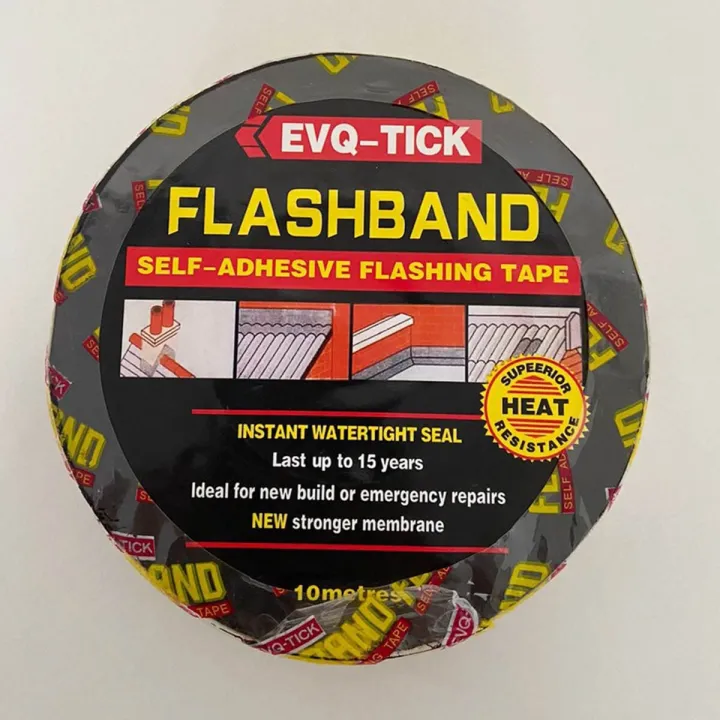 EVQ-TICK
FLASHBAND
SELF-ADHESIVE FLASHING TAPE
SUPEERIOR
HEAT
RESISTANCE
INSTANT WATERTIGHT SEAL
Last up to 15 years
Ideal for new build or emergency repairs
NEW stronger membrane
10metres